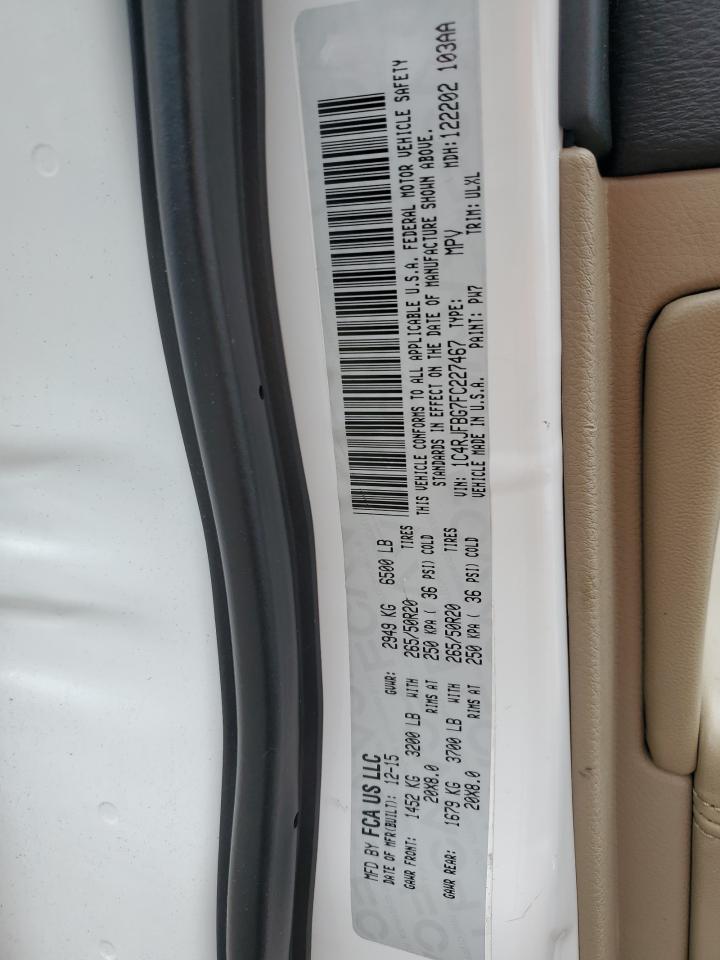 MFD BY FCA US LLC
DATE OF MFR(BUILT): 12-15 GVWR: 2949 KG 6500 LB
GAWR FRONT: 1452 KG 3200 LB WITH 265/50R20 TIRES
20X8.0 RIMS AT 250 KPA ( 36 PSI) COLD
GAWR REAR: 1679 KG 3700 LB WITH 265/50R20 TIRES
20X8.0 RIMS AT 250 KPA ( 36 PSI) COLD
THIS VEHICLE CONFORMS TO ALL APPLICABLE U.S.A. FEDERAL MOTOR VEHICLE SAFETY
STANDARDS IN EFFECT ON THE DATE OF MANUFACTURE SHOWN ABOVE.
VIN: 1C4RJFBG7FC227467 TYPE: MPV MDH:122202 103AA
VEHICLE MADE IN U.S.A. PAINT: PW7 TRIM: ULXL